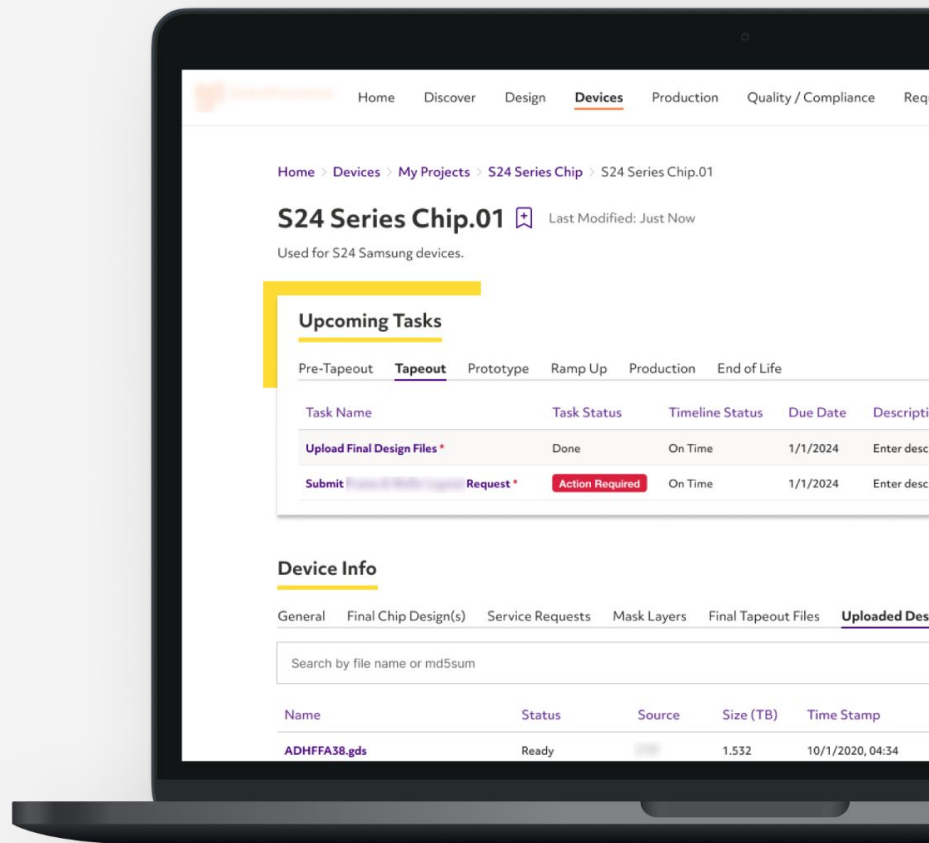 Home Discover Design Devices Production Quality / Compliance Req
Home > Devices > My Projects > S24 Series Chip > S24 Series Chip.01
S24 Series Chip.01 Last Modified: Just Now
Used for S24 Samsung devices.
Upcoming Tasks
Pre-Tapeout Tapeout Prototype Ramp Up Production End of Life
Task Name Task Status Timeline Status Due Date Descripti
Upload Final Design Files * Done On Time 1/1/2024 Enter desc
Submit Request * Action Required On Time 1/1/2024 Enter desc
Device Info
General Final Chip Design(s) Service Requests Mask Layers Final Tapeout Files Uploaded Des
Search by file name or md5sum
Name Status Source Size (TB) Time Stamp
ADHFFA38.gds Ready 1.532 10/1/2020, 04:34